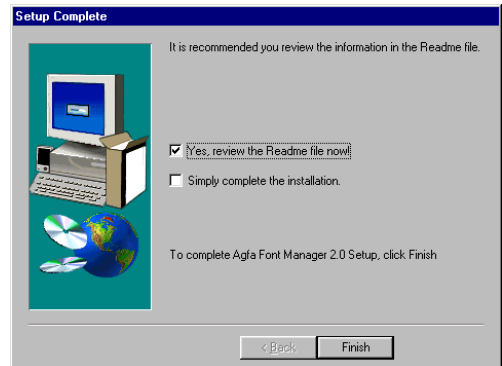 Setup Complete
It is recommended you review the information in the Readme file.
Yes, review the Readme file now!
Simply complete the installation.
To complete Agfa Font Manager 2.0 Setup, click Finish
< Back
Finish